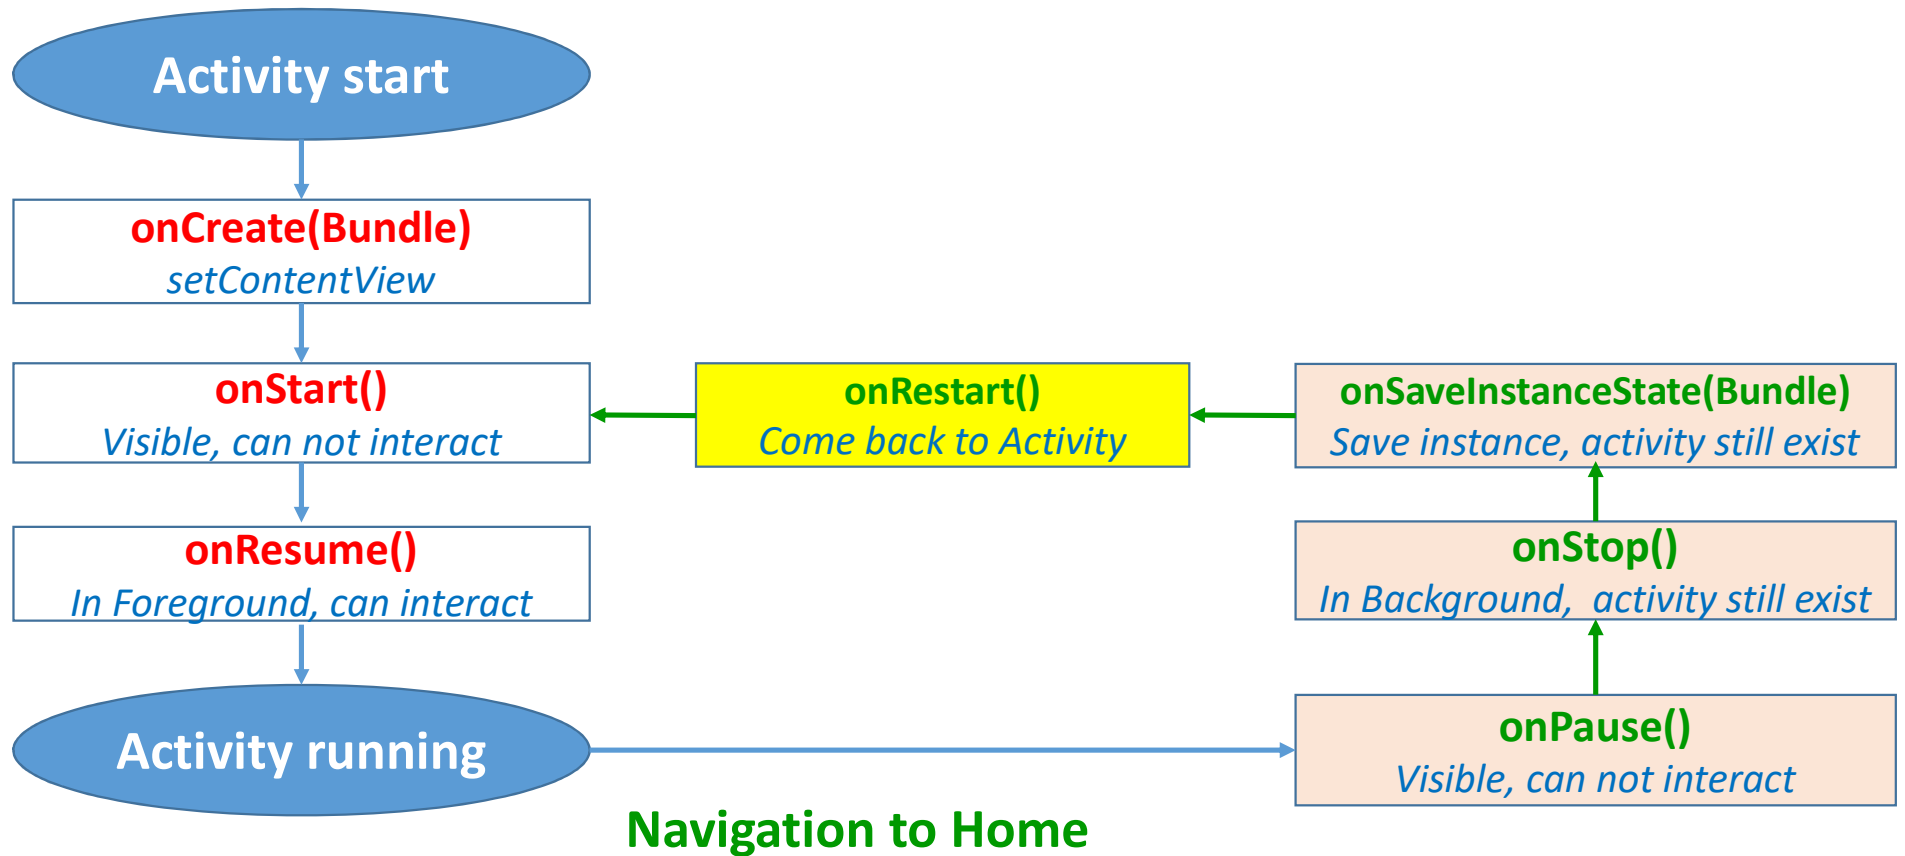 Activity start
onCreate(Bundle)
setContentView
onStart()
Visible, can not interact
onRestart()
Come back to Activity
onSaveInstanceState(Bundle)
Save instance, activity still exist
onResume()
In Foreground, can interact
onStop()
In Background, activity still exist
Activity running
onPause()
Visible, can not interact
Navigation to Home